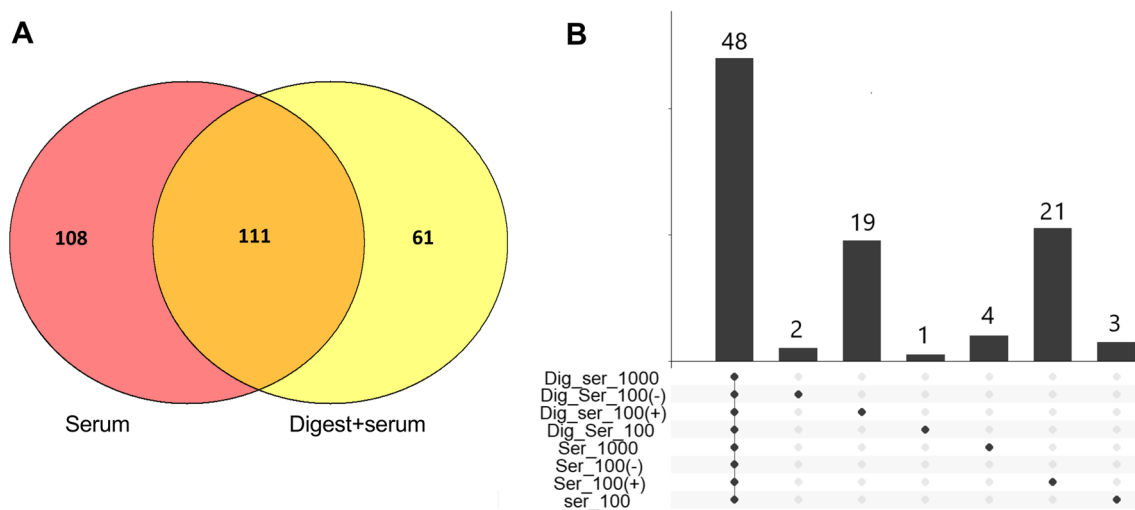 A
108
111
61
Serum
Digest+serum
B
48
2
19
1
4
21
3
Dig_ser_1000
Dig_Ser_100(-)
Dig_ser_100(+)
Dig_Ser_100
Ser_1000
Ser_100(-)
Ser_100(+)
ser_100